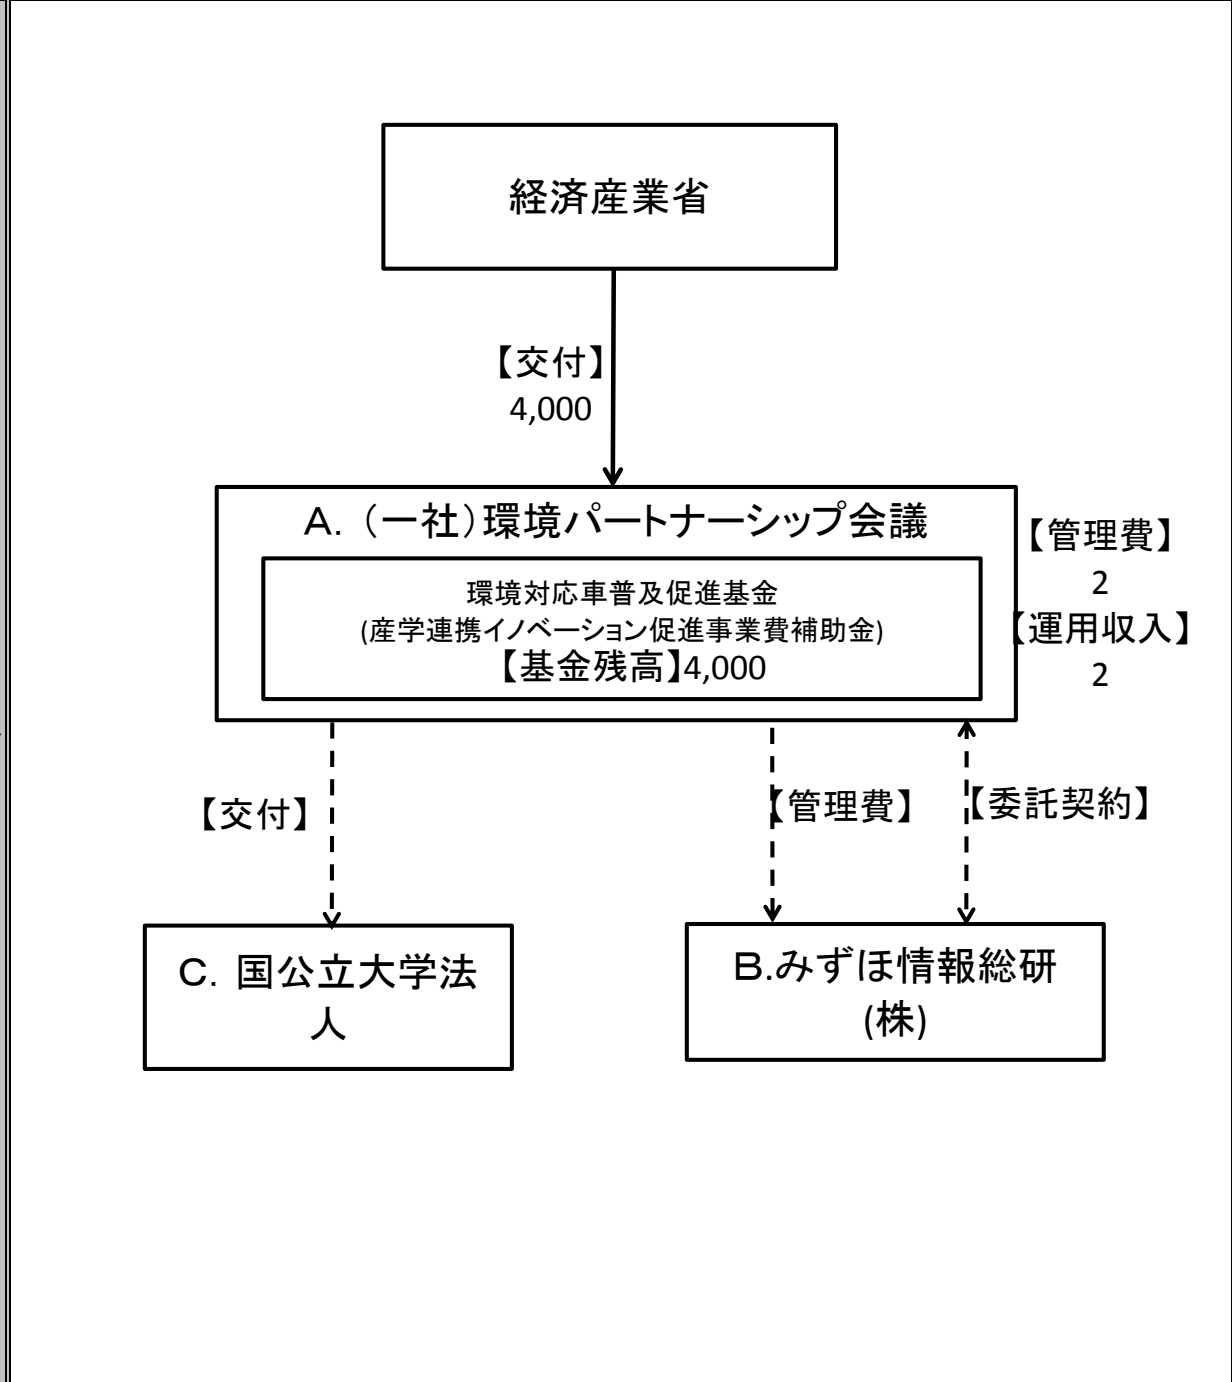 経済産業省
【交付】
4,000
A．（一社）環境パートナーシップ会議
環境対応車普及促進基金
(産学連携イノベーション促進事業費補助金)
【基金残高】4,000
【管理費】
2
【運用収入】
2
【交付】
【管理費】
【委託契約】
C．国公立大学法
人
B.みずほ情報総研
(株)